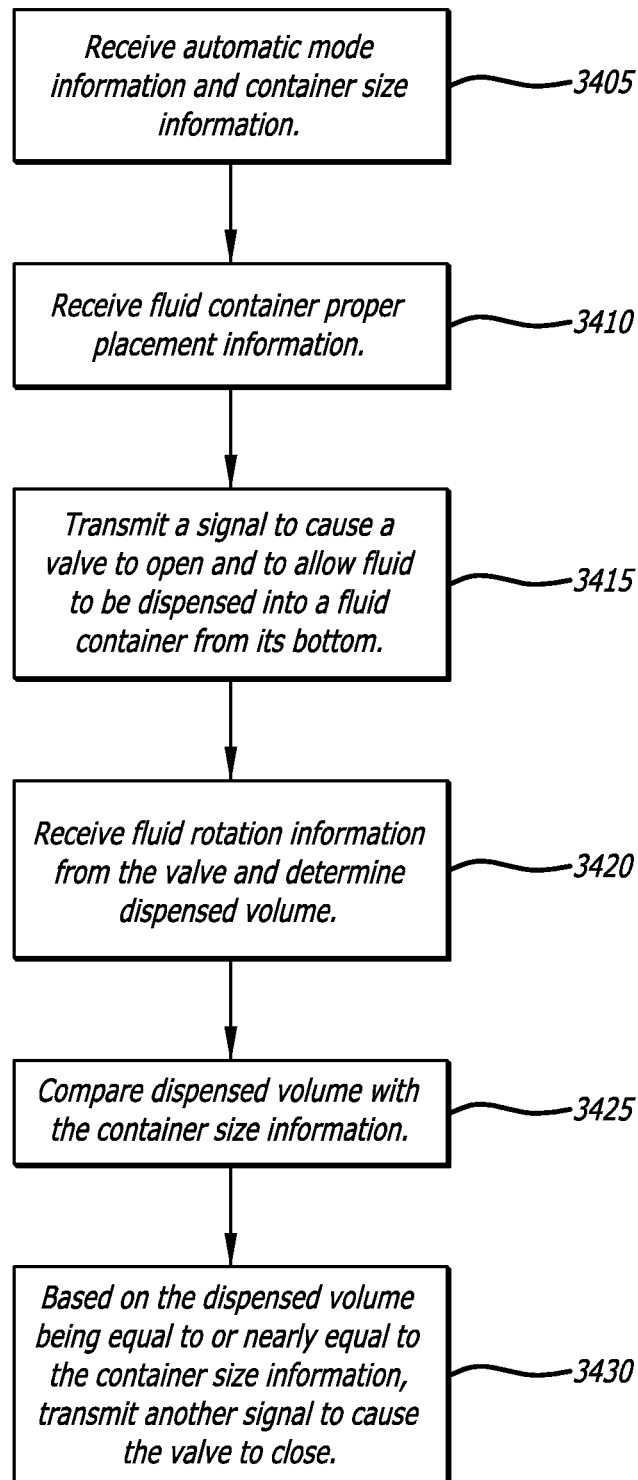 Receive automatic mode
information and container size
information.
3405
Receive fluid container proper
placement information.
3410
Transmit a signal to cause a
valve to open and to allow fluid
to be dispensed into a fluid
container from its bottom.
3415
Receive fluid rotation information
from the valve and determine
dispensed volume.
3420
Compare dispensed volume with
the container size information.
3425
Based on the dispensed volume
being equal to or nearly equal to
the container size information,
transmit another signal to cause
the valve to close.
3430